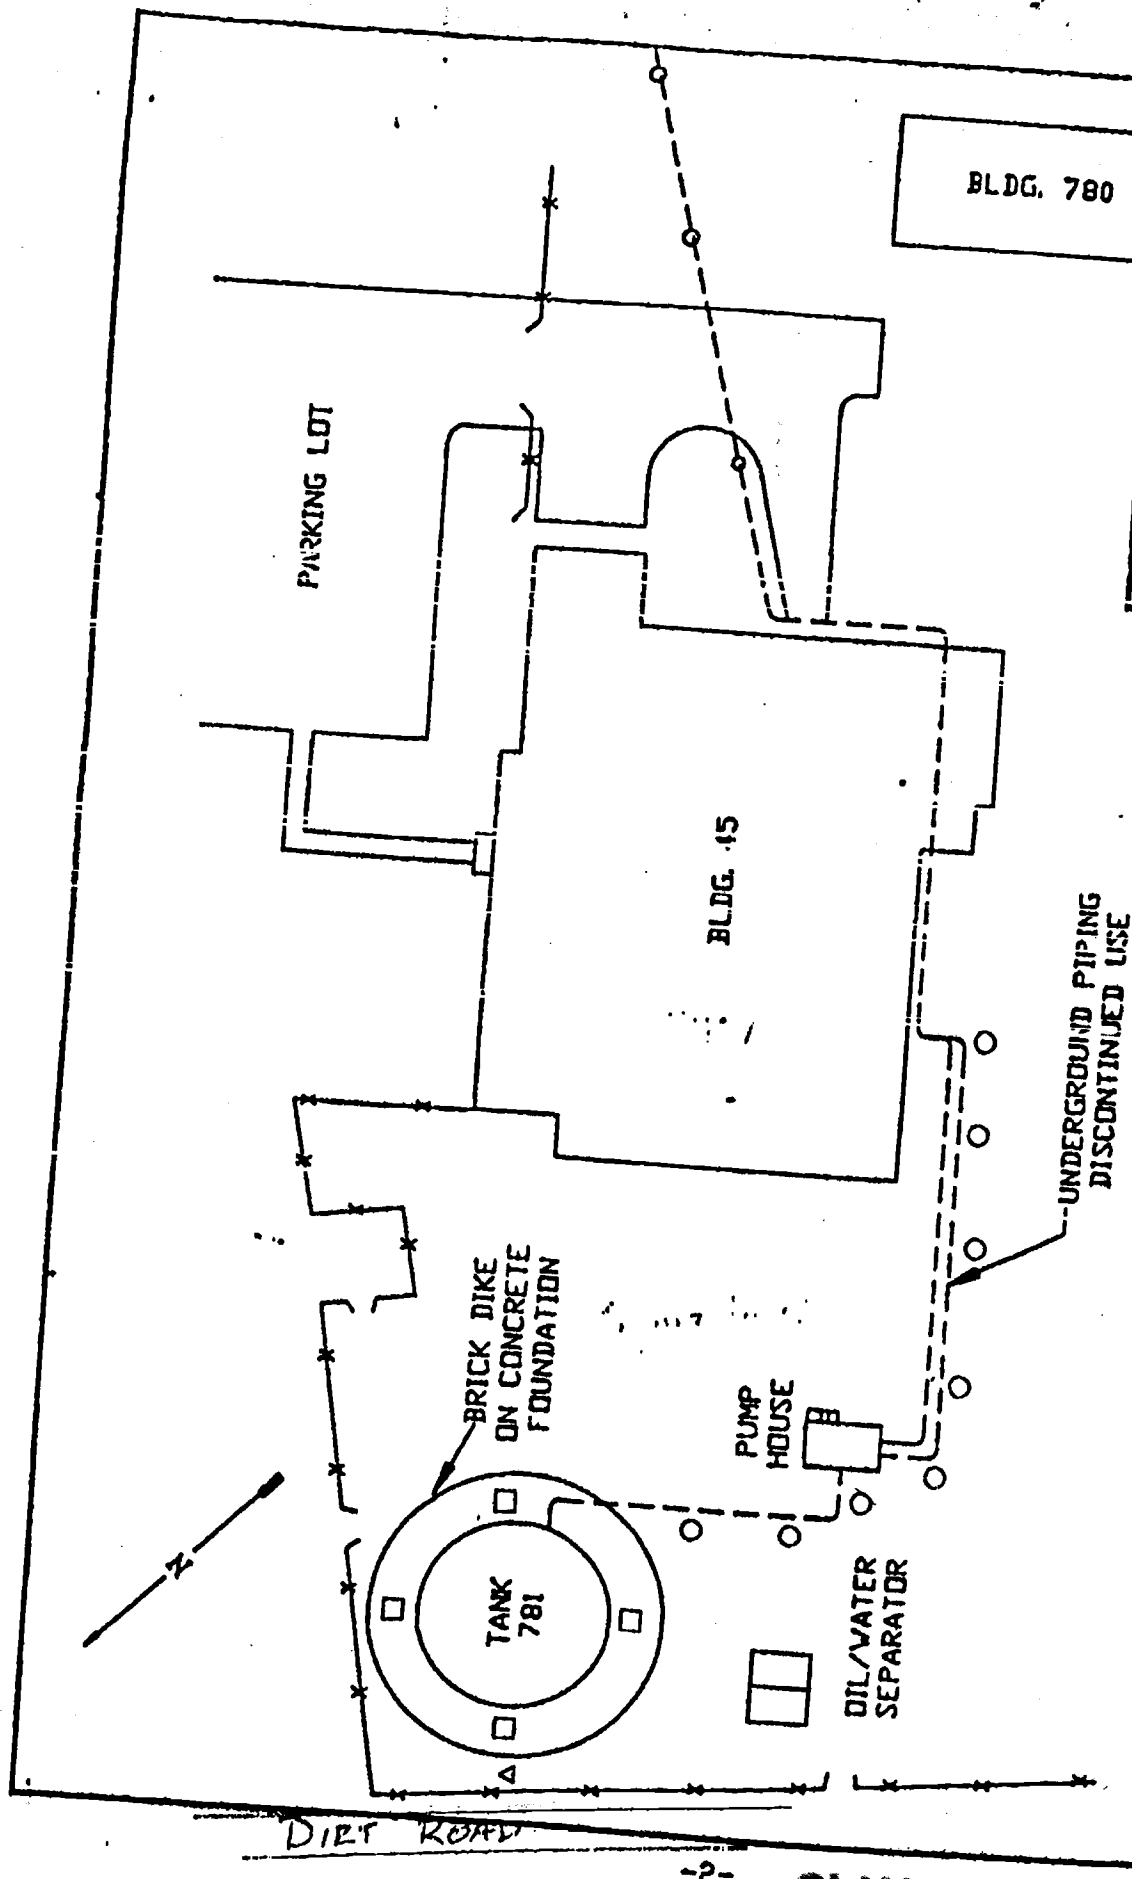 BLDG. 780
PARKING LOT
BLDG. 45
UNDERGROUND PIPING
DISCONTINUED USE
BRICK DIKE
ON CONCRETE
FOUNDATION
PUMP
HOUSE
N
TANK
781
OIL/WATER
SEPARATOR
DIRT ROAD
-2-